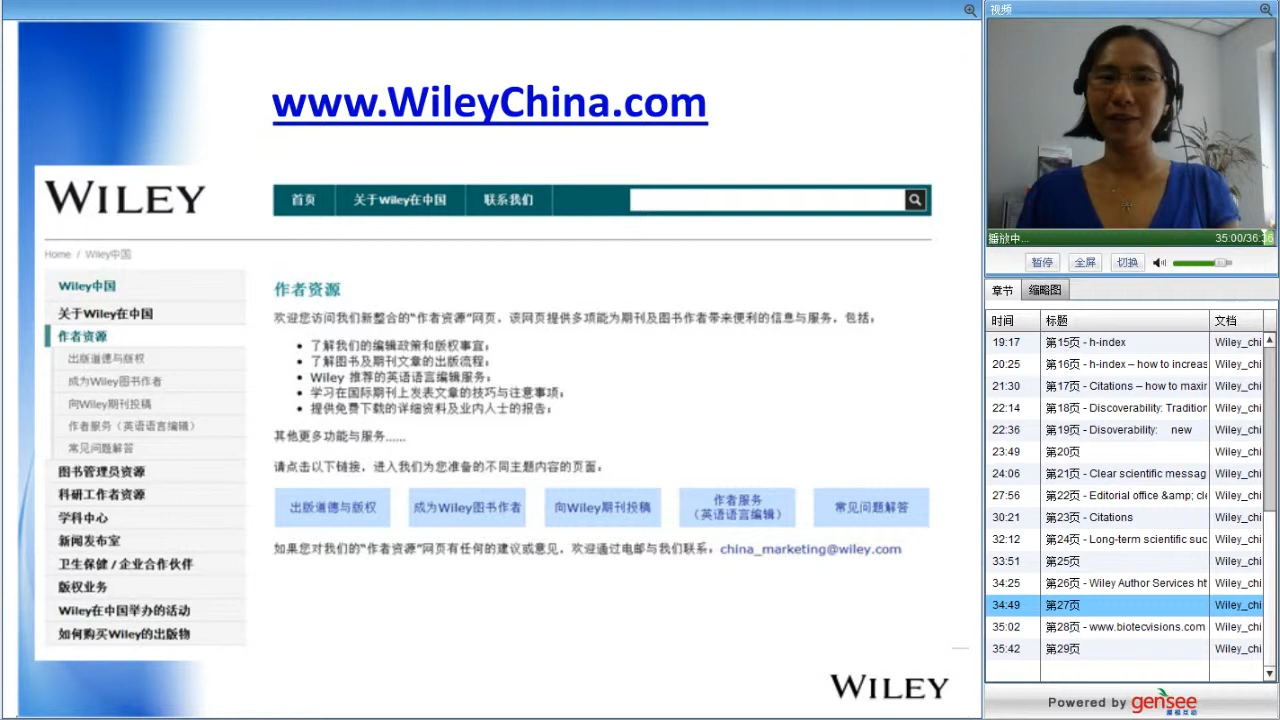 www.WileyChina.com
WILEY
首页
关于Wiley在中国
联系我们
Home / Wiley中国
Wiley中国
关于Wiley在中国
作者资源
出版道德与版权
成为Wiley图书作者
向Wiley期刊投稿
作者服务（英语语言编辑）
常见问题解答
图书管理员资源
科研工作者资源
学科中心
新闻发布室
卫生保健 / 企业合作伙伴
版权业务
Wiley在中国举办的活动
如何购买Wiley的出版物
作者资源
欢迎您访问我们新整合的“作者资源”网页，该网页提供多项能为期刊及图书作者带来便利的信息与服务，包括：
• 了解我们的编辑政策和版权事宜；
• 了解图书及期刊文章的出版流程；
• Wiley 推荐的英语语言编辑服务；
• 学习在国际期刊上发表文章的技巧与注意事项；
• 提供免费下载的详细资料及业内人士的报告；
其他更多功能与服务......
请点击以下链接，进入我们为您准备的不同主题内容的页面：
出版道德与版权
成为Wiley图书作者
向Wiley期刊投稿
作者服务
（英语语言编辑）
常见问题解答
如果您对我们的“作者资源”网页有任何的建议或意见，欢迎通过电邮与我们联系：china_marketing@wiley.com
WILEY
视频
播放中...
35:00/36:36
暂停
全屏
切换
章节
缩略图
时间 标题 文档
19:17 第15页 - h-index Wiley_chi
20:25 第16页 - h-index – how to increas Wiley_chi
21:30 第17页 - Citations – how to maxir Wiley_chi
22:14 第18页 - Discoverability: Tradition Wiley_chi
22:36 第19页 - Disoverability: new Wiley_chi
23:49 第20页 Wiley_chi
24:06 第21页 - Clear scientific messag Wiley_chi
27:56 第22页 - Editorial office &amp; cle Wiley_chi
30:21 第23页 - Citations Wiley_chi
32:12 第24页 - Long-term scientific suc Wiley_chi
33:51 第25页 Wiley_chi
34:25 第26页 - Wiley Author Services ht Wiley_chi
34:49 第27页 Wiley_chi
35:02 第28页 - www.biotecvisions.com Wiley_chi
35:42 第29页 Wiley_chi
Powered by gensee